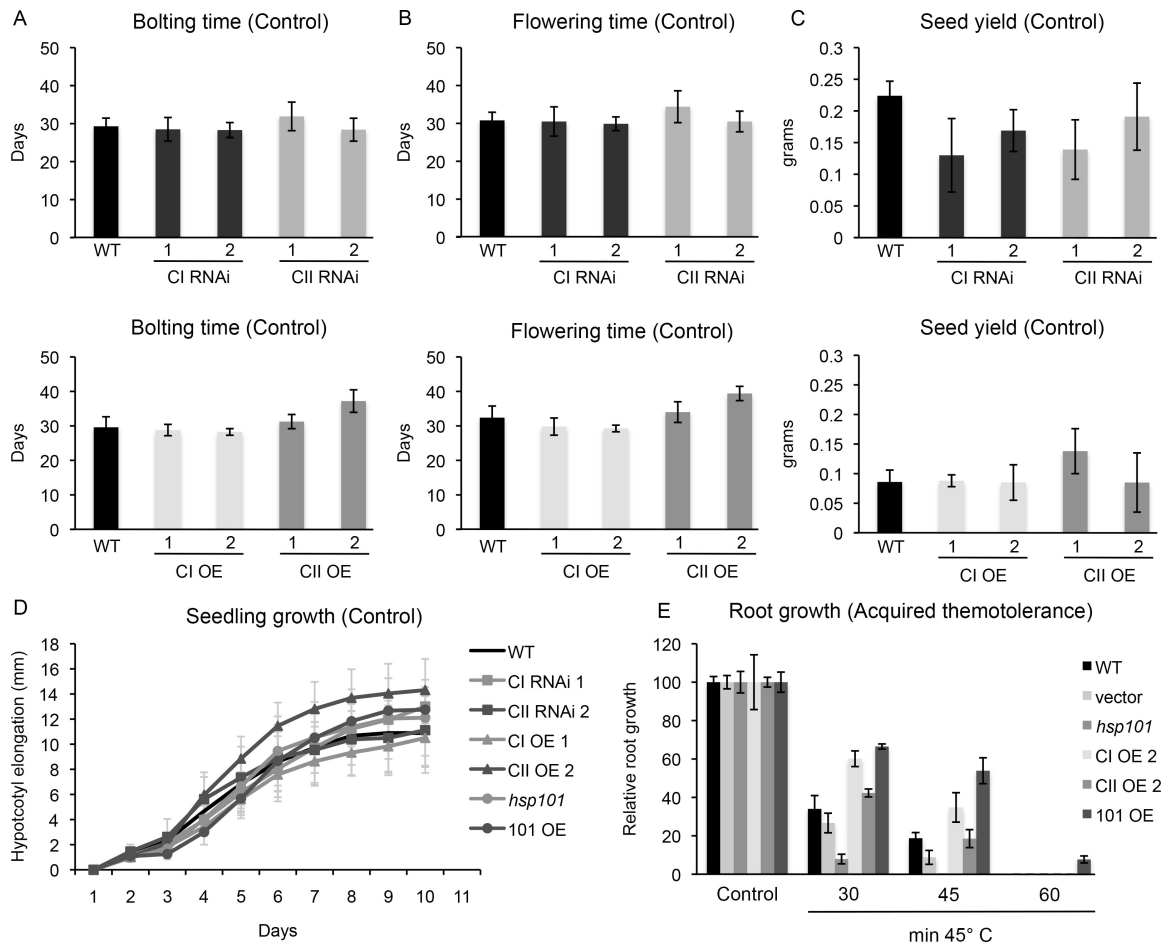 A
Bolting time (Control)
50
40
30
20
10
0
Days
WT
1
2
1
2
CI RNAi
CII RNAi
B
Flowering time (Control)
50
40
30
20
10
0
Days
WT
1
2
1
2
CI RNAi
CII RNAi
C
Seed yield (Control)
0.3
0.25
0.2
0.15
0.1
0.05
0
grams
WT
1
2
1
2
CI RNAi
CII RNAi
Bolting time (Control)
50
40
30
20
10
0
Days
WT
1
2
1
2
CI OE
CII OE
Flowering time (Control)
50
40
30
20
10
0
Days
WT
1
2
1
2
CI OE
CII OE
Seed yield (Control)
0.3
0.25
0.2
0.15
0.1
0.05
0
grams
WT
1
2
1
2
CI OE
CII OE
D
Seedling growth (Control)
18
16
14
12
10
8
6
4
2
0
Hypotcotyl elongation (mm)
1 2 3 4 5 6 7 8 9 10 11
Days
WT
CI RNAi 1
CII RNAi 2
CI OE 1
CII OE 2
hsp101
101 OE
E
Root growth (Acquired themotolerance)
120
100
80
60
40
20
0
Relative root growth
Control 30 45 60
min 45° C
WT
vector
hsp101
CI OE 2
CII OE 2
101 OE